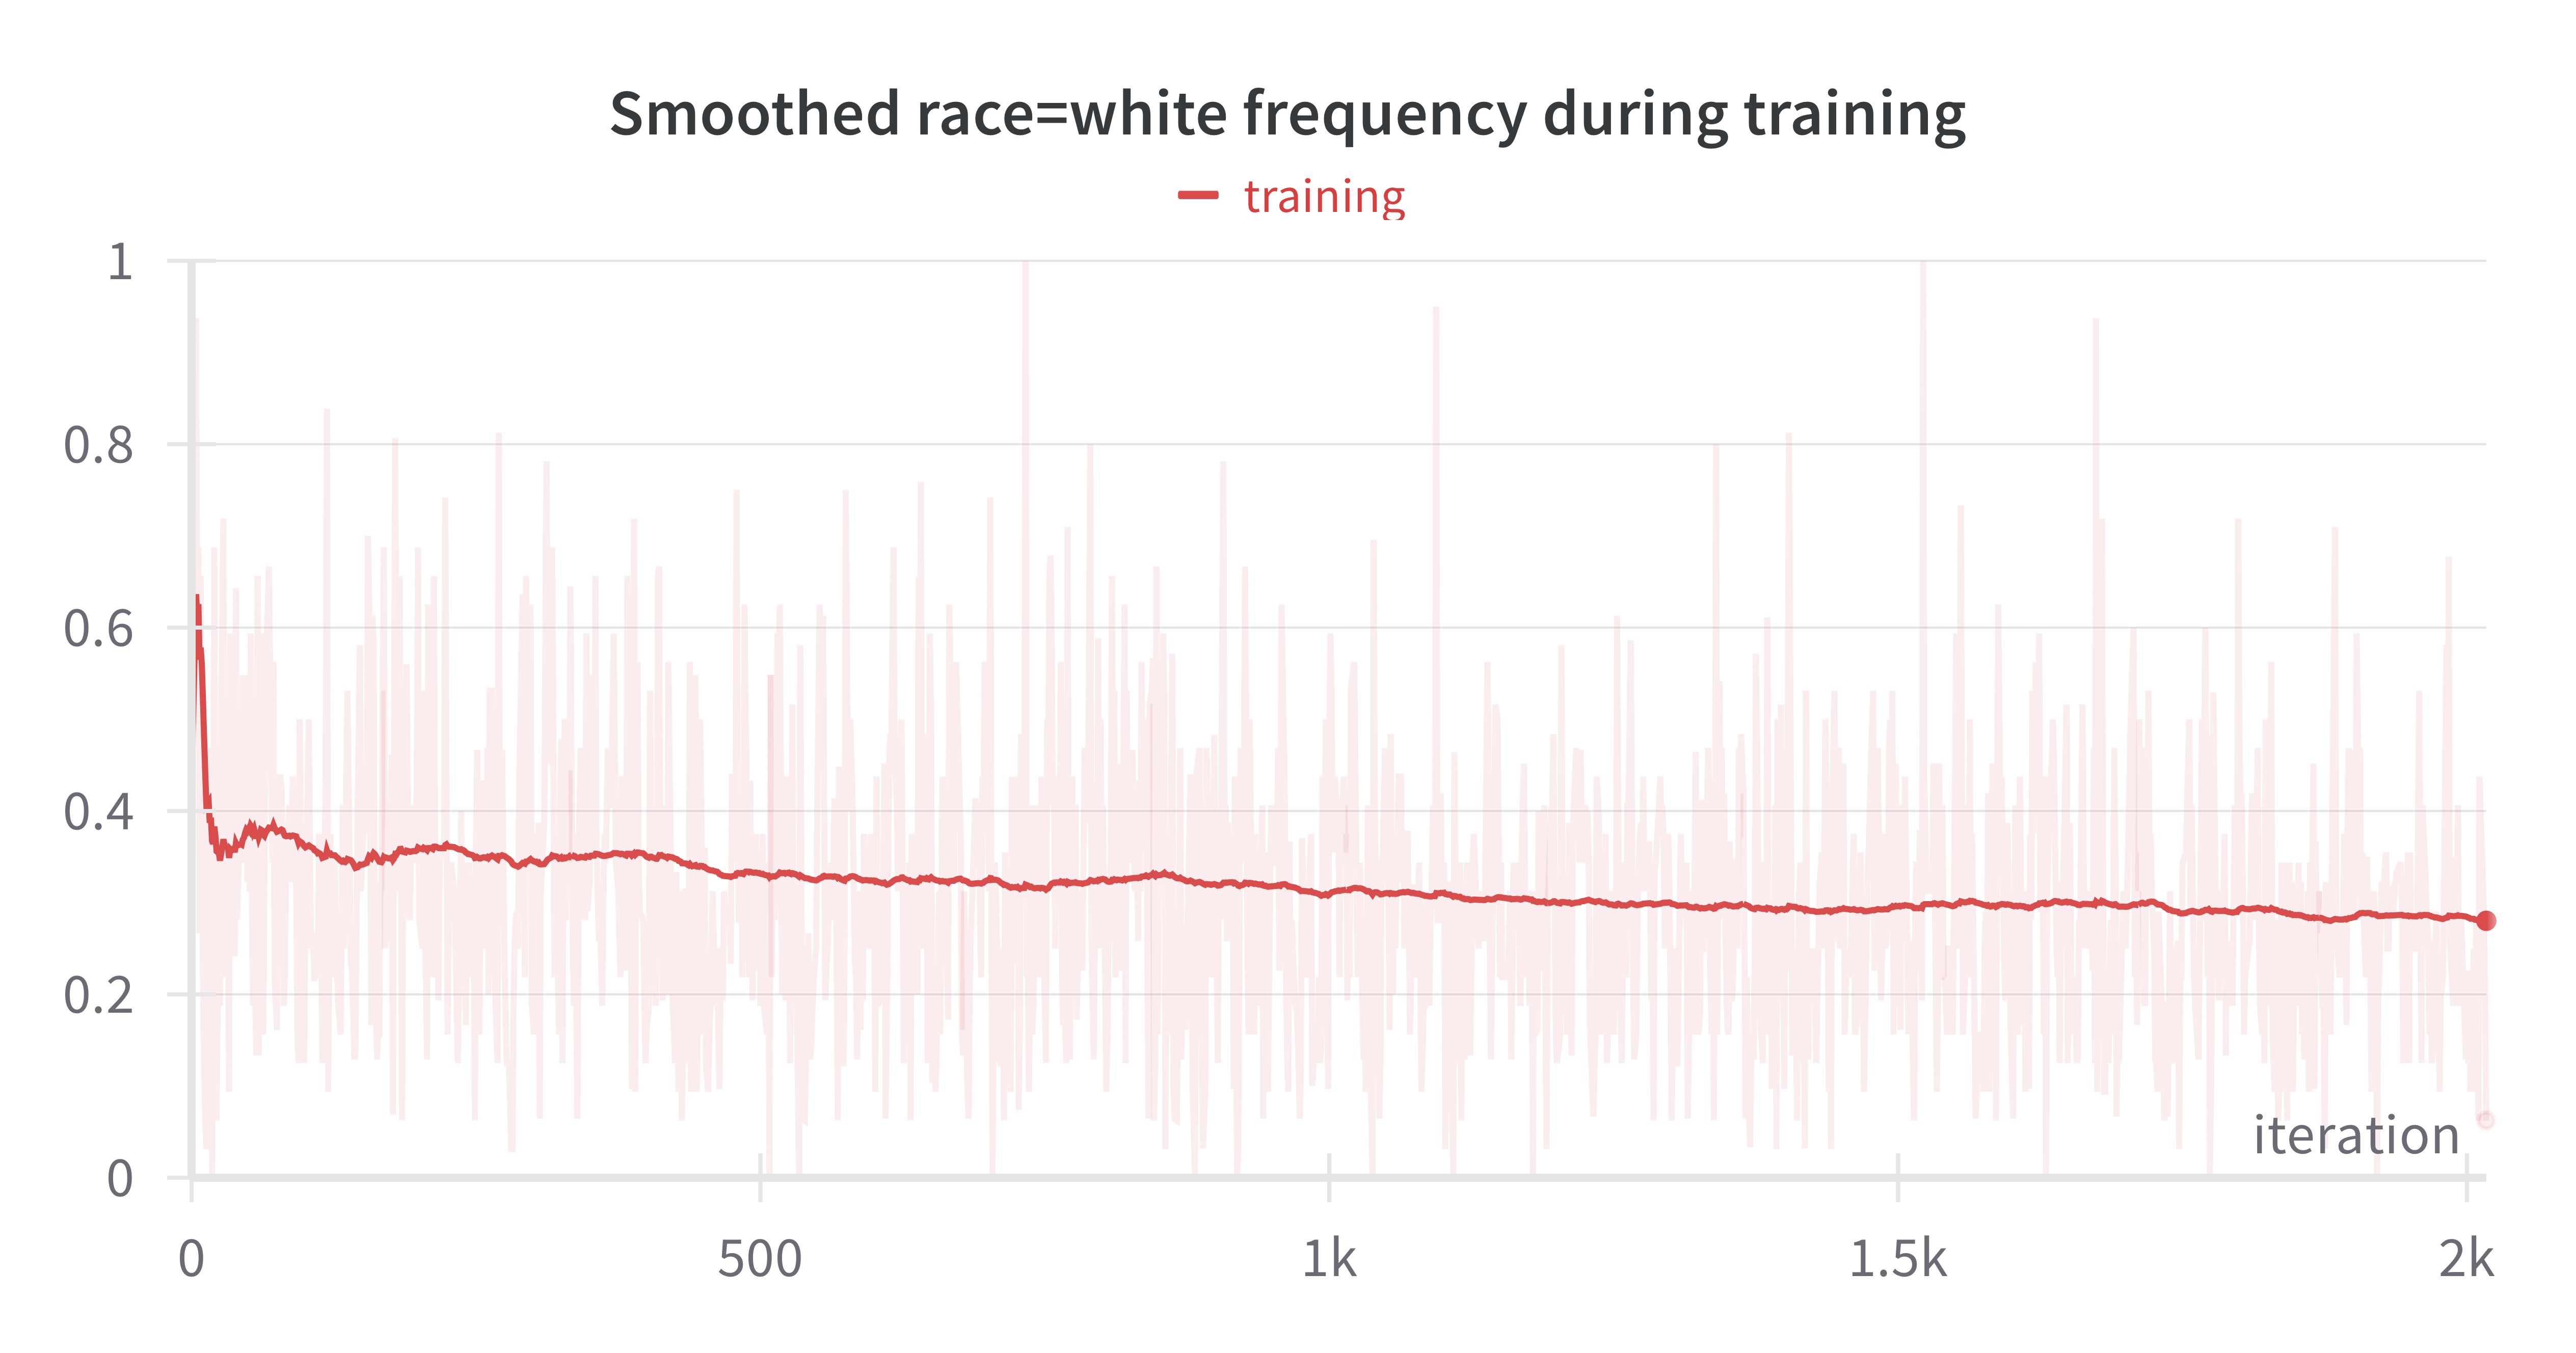 Smoothed race=white frequency during training
training
1
0.8
0.6
0.4
0.2
0
iteration
0 500 1k 1.5k 2k